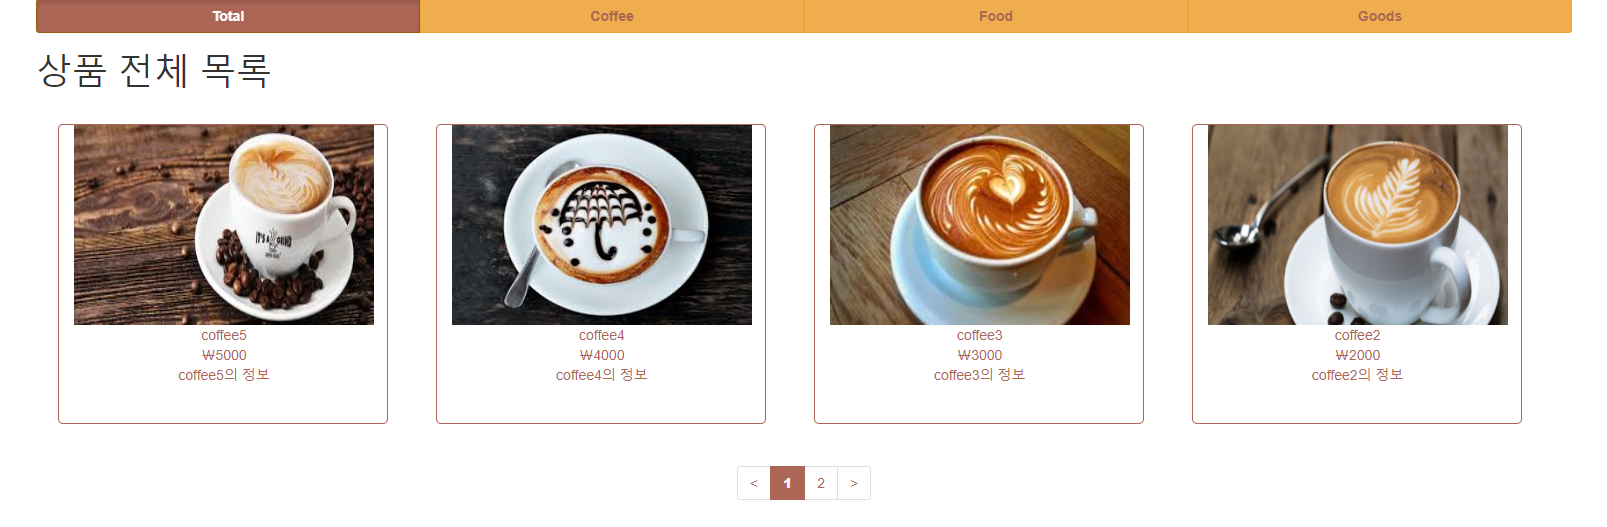 Total Coffee Food Goods
상품 전체 목록
IT'S A GRIND
coffee5 coffee4 coffee3 coffee2
₩5000 ₩4000 ₩3000 ₩2000
coffee5의 정보 coffee4의 정보 coffee3의 정보 coffee2의 정보
< 1 2 >